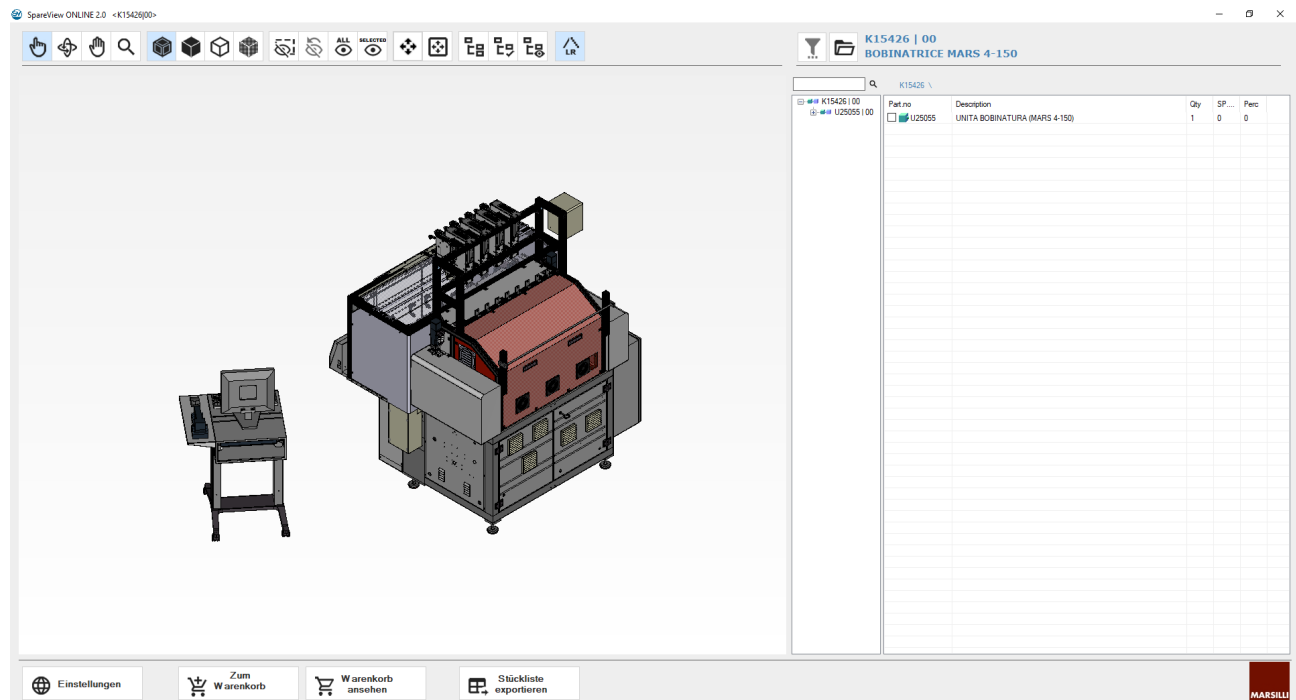 SpareView ONLINE 2.0 <K15426|00>
ALL
SELECTED
LR
K15426 | 00
BOBINATRICE MARS 4-150
K15426 \
K15426 | 00
U25055 | 00
Part.no Description Qty SP... Perc
U25055 UNITA BOBINATURA (MARS 4-150) 1 0 0
Einstellungen
Zum
Warenkorb
Warenkorb
ansehen
Stückliste
exportieren
MARSILLI